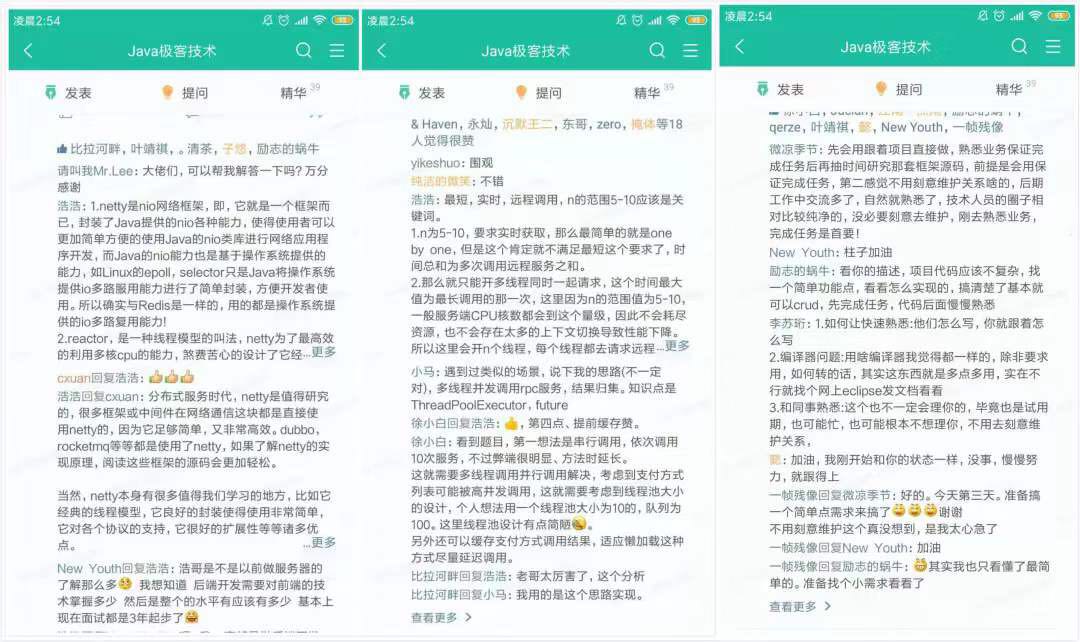 凌晨2:54
93
Java极客技术
发表
提问
精华 39
比拉河畔，叶靖祺，。清茶，子悠，励志的蜗牛
请叫我Mr.Lee：大佬们，可以帮我解答一下吗？万分
感谢
浩浩：1.netty是nio网络框架，即，它就是一个框架而
已，封装了Java提供的nio各种能力，使得使用者可以
更加简单方便的使用Java的nio类库进行网络应用程
序开发，而Java的nio能力也是基于操作系统提供的
能力，如Linux的epoll，selector只是Java将操作系统
提供io多路服用能力进行了简单封装，方便开发者使
用。所以确实与Redis是一样的，用的都是操作系统提
供的io多路复用能力！
2.reactor，是一种线程模型的叫法，netty为了最高效
的利用多核cpu的能力，煞费苦心的设计了它经...更多
cxuan回复浩浩：👍👍👍
浩浩回复cxuan：分布式服务时代，netty是值得研究
的，很多框架或中间件在网络通信这块都是直接使
用netty的，因为它足够简单，又非常高效。dubbo，
rocketmq等等都是使用了netty，如果了解netty的实
现原理，阅读这些框架的源码会更加轻松。
当然，netty本身有很多值得我们学习的地方，比如它
经典的线程模型，它良好的封装使得使用非常简单，
它对各个协议的支持，它很好的扩展性等等诸多优
点。
...更多
New Youth回复浩浩：浩哥是不是以前做服务器的
了解那么多 我想知道 后端开发需要对前端的技
术掌握多少 然后是整个的水平有应该有多少 基本上
现在面试都是3年起步了
凌晨2:54
93
Java极客技术
发表
提问
精华 39
& Haven，永灿，沉默王二，东哥，zero，掩体等18
人觉得很赞
yikeshuo：围观
纯洁的微笑：不错
浩浩：最短，实时，远程调用，n的范围5-10应该是关
键词。
1.n为5-10，要求实时获取，那么最简单的就是one
by one，但是这个肯定就不满足最短这个要求了，时
间总和为多次调用远程服务之和。
2.那么就只能开多线程同时一起请求，这个时间最大
值为最长调用的那一次，这里因为n的范围值为5-10，
一般服务端CPU核数都会到这个量级，因此不会耗尽
资源，也不会存在太多的上下文切换导致性能下降。
所以这里会开n个线程，每个线程都去请求远程...更多
小马：遇到过类似的场景，说下我的思路(不一定
对)，多线程并发调用rpc服务，结果归集。知识点是
ThreadPoolExecutor，future
徐小白回复浩浩：👍，第四点、提前缓存赞。
徐小白：看到题目，第一想法是串行调用，依次调用
10次服务，不过弊端很明显、方法时延长。
这就需要多线程调用并行调用解决，考虑到支付方式
列表可能被高并发调用，这就需要考虑到线程池大小
的设计，个人想法用一个线程池大小为10的，队列为
100。这里线程池设计有点简陋。
另外还可以缓存支付方式调用结果，适应懒加载这种
方式尽量延迟调用。
比拉河畔回复浩浩：老哥太厉害了，这个分析
比拉河畔回复小马：我用的是这个思路实现。
查看更多 >
凌晨2:54
93
Java极客技术
发表
提问
精华 39
qerze，叶靖祺，懿，New Youth，一帧残像
微凉季节：先会用跟着项目直接做，熟悉业务保证完
成任务后再抽时间研究那套框架源码，前提是会用保
证完成任务，第二感觉不用刻意维护关系啥的，后期
工作中交流多了，自然就熟悉了，技术人员的圈子相
对比较纯净的，没必要刻意去维护，刚去熟悉业务，
完成任务是首要！
New Youth：柱子加油
励志的蜗牛：看你的描述，项目代码应该不复杂，找
一个简单功能点，看看怎么实现的，搞清楚了基本就
可以crud，先完成任务，代码后面慢慢熟悉
李苏珩：1.如何让快速熟悉:他们怎么写，你就跟着怎
么写
2.编译器问题:用啥编译器我觉得都一样的，除非要求
用，如何转的话，其实这东西就是多点多用，实在不
行就找个网上eclipse发文档看看
3.和同事熟悉:这个也不一定会理你的，毕竟也是试用
期，也可能忙，也可能根本不想理你，不用去刻意维
护关系，
懿：加油，我刚开始和你的状态一样，没事，慢慢努
力，就跟得上
一帧残像回复微凉季节：好的。今天第三天。准备搞
一个简单点需求来搞了谢谢
不用刻意维护这个真没想到，是我太心急了
一帧残像回复New Youth：加油
一帧残像回复励志的蜗牛：其实我也只看懂了最简
单的。准备找个小需求看看了
查看更多 >